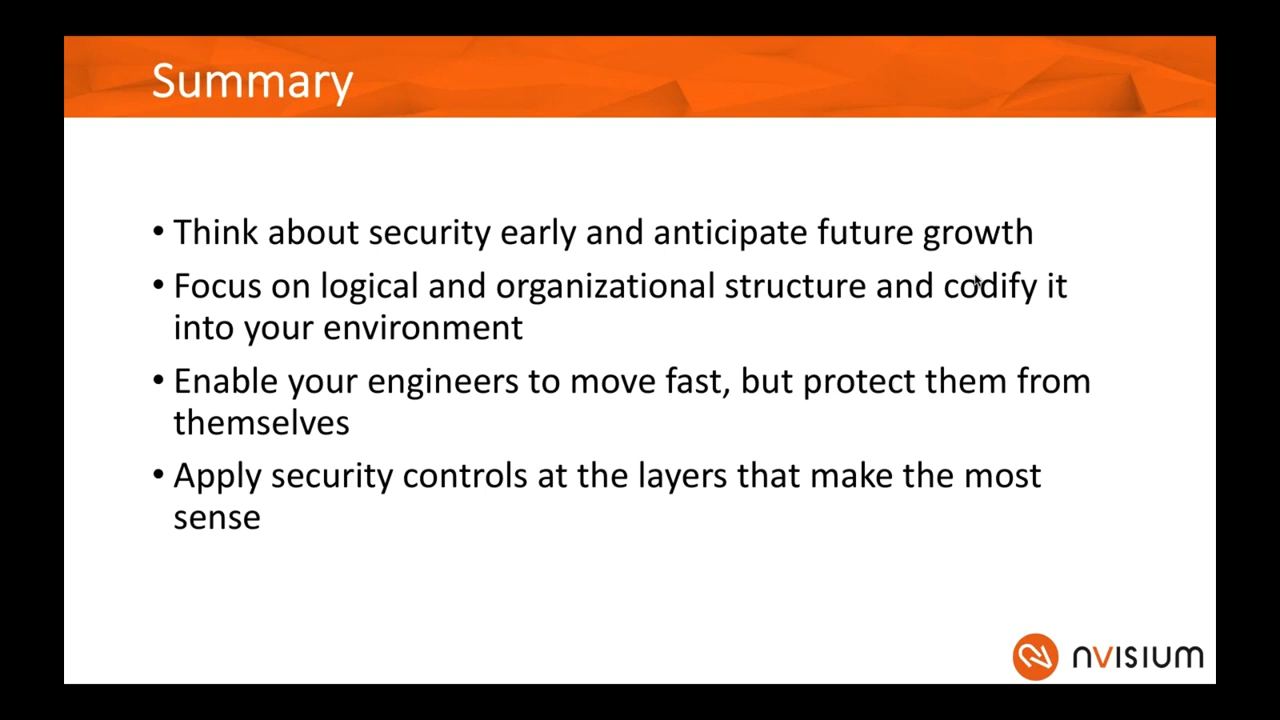 Summary
• Think about security early and anticipate future growth
• Focus on logical and organizational structure and codify it
into your environment
• Enable your engineers to move fast, but protect them from
themselves
• Apply security controls at the layers that make the most
sense
nVISIUM